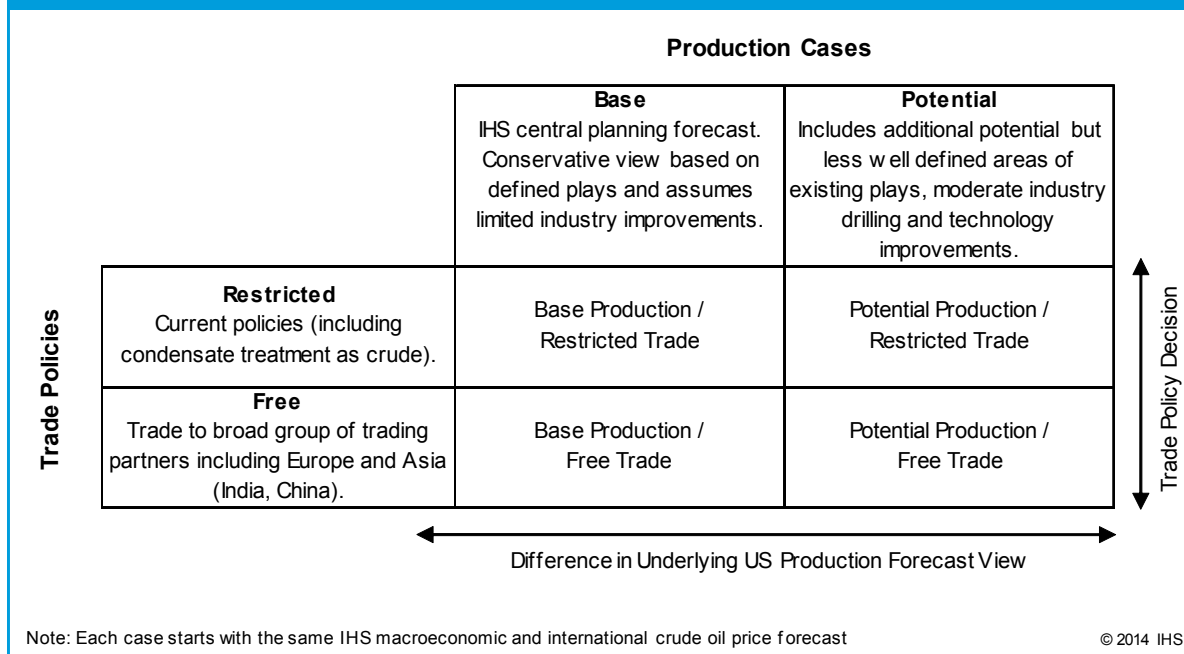 Production Cases
Base
IHS central planning forecast.
Conservative view based on
defined plays and assumes
limited industry improvements.
Potential
Includes additional potential but
less well defined areas of
existing plays, moderate industry
drilling and technology
improvements.
Trade Policies
Restricted
Current policies (including
condensate treatment as crude).
Base Production /
Restricted Trade
Potential Production /
Restricted Trade
Free
Trade to broad group of trading
partners including Europe and Asia
(India, China).
Base Production /
Free Trade
Potential Production /
Free Trade
Trade Policy Decision
Difference in Underlying US Production Forecast View
Note: Each case starts with the same IHS macroeconomic and international crude oil price forecast
© 2014 IHS